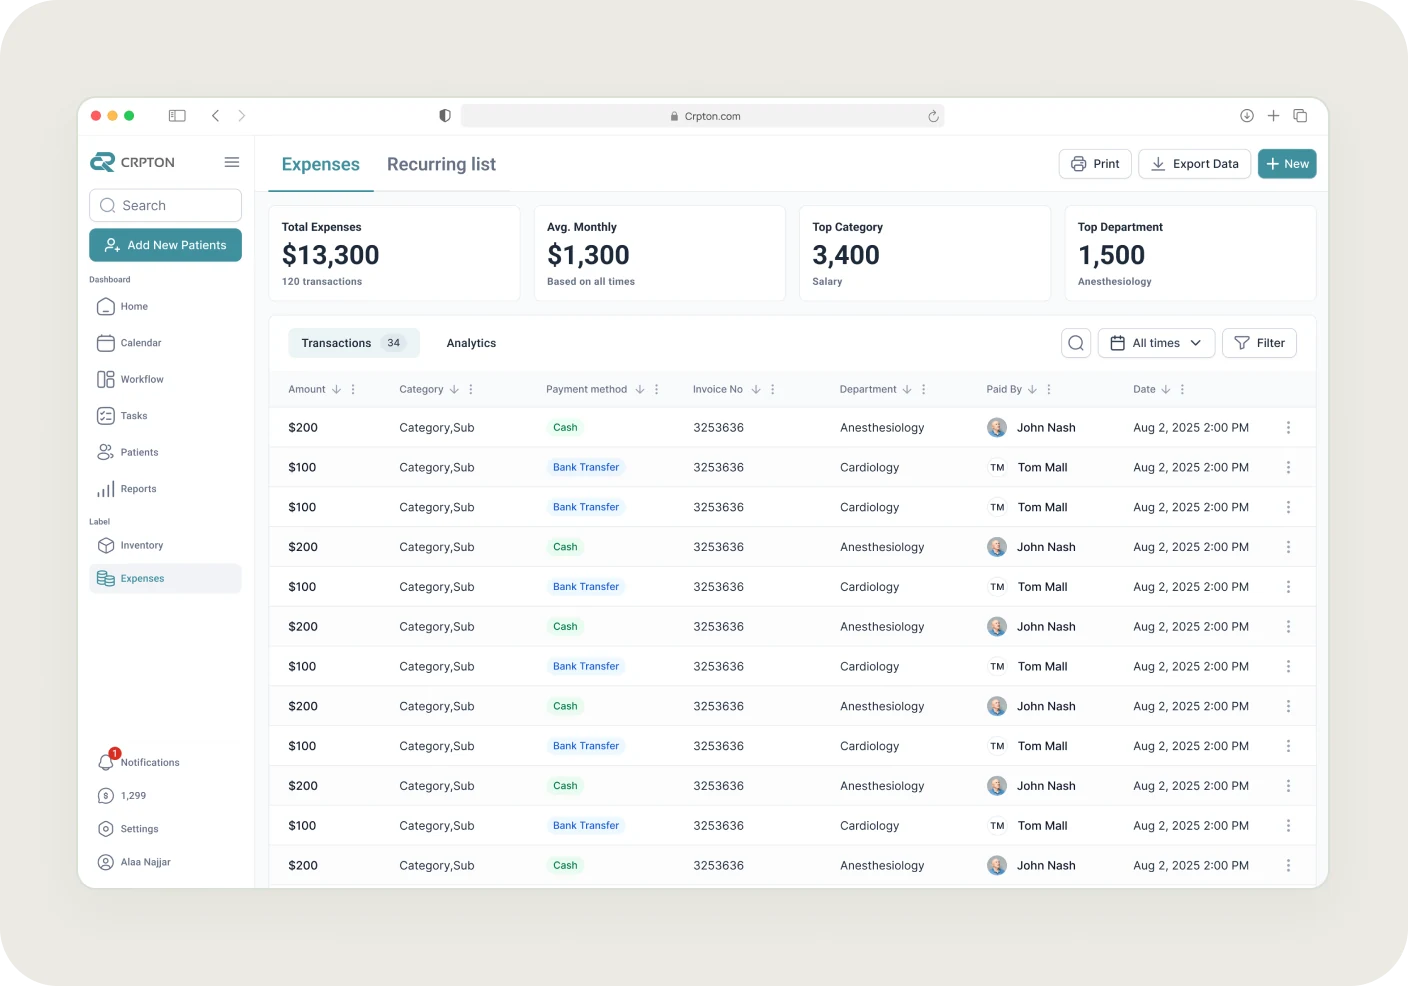 Crpton.com
CRPTON
Search
Add New Patients
Dashboard
Home
Calendar
Workflow
Tasks
Patients
Reports
Label
Inventory
Expenses
1
Notifications
1,299
Settings
Alaa Najjar
Expenses Recurring list
Print Export Data + New
Total Expenses
$13,300
120 transactions
Avg. Monthly
$1,300
Based on all times
Top Category
3,400
Salary
Top Department
1,500
Anesthesiology
Transactions 34 Analytics All times Filter
Amount Category Payment method Invoice No Department Paid By Date
$200 Category,Sub Cash 3253636 Anesthesiology John Nash Aug 2, 2025 2:00 PM
$100 Category,Sub Bank Transfer 3253636 Cardiology TM Tom Mall Aug 2, 2025 2:00 PM
$100 Category,Sub Bank Transfer 3253636 Cardiology TM Tom Mall Aug 2, 2025 2:00 PM
$200 Category,Sub Cash 3253636 Anesthesiology John Nash Aug 2, 2025 2:00 PM
$100 Category,Sub Bank Transfer 3253636 Cardiology TM Tom Mall Aug 2, 2025 2:00 PM
$200 Category,Sub Cash 3253636 Anesthesiology John Nash Aug 2, 2025 2:00 PM
$100 Category,Sub Bank Transfer 3253636 Cardiology TM Tom Mall Aug 2, 2025 2:00 PM
$200 Category,Sub Cash 3253636 Anesthesiology John Nash Aug 2, 2025 2:00 PM
$100 Category,Sub Bank Transfer 3253636 Cardiology TM Tom Mall Aug 2, 2025 2:00 PM
$200 Category,Sub Cash 3253636 Anesthesiology John Nash Aug 2, 2025 2:00 PM
$100 Category,Sub Bank Transfer 3253636 Cardiology TM Tom Mall Aug 2, 2025 2:00 PM
$200 Category,Sub Cash 3253636 Anesthesiology John Nash Aug 2, 2025 2:00 PM